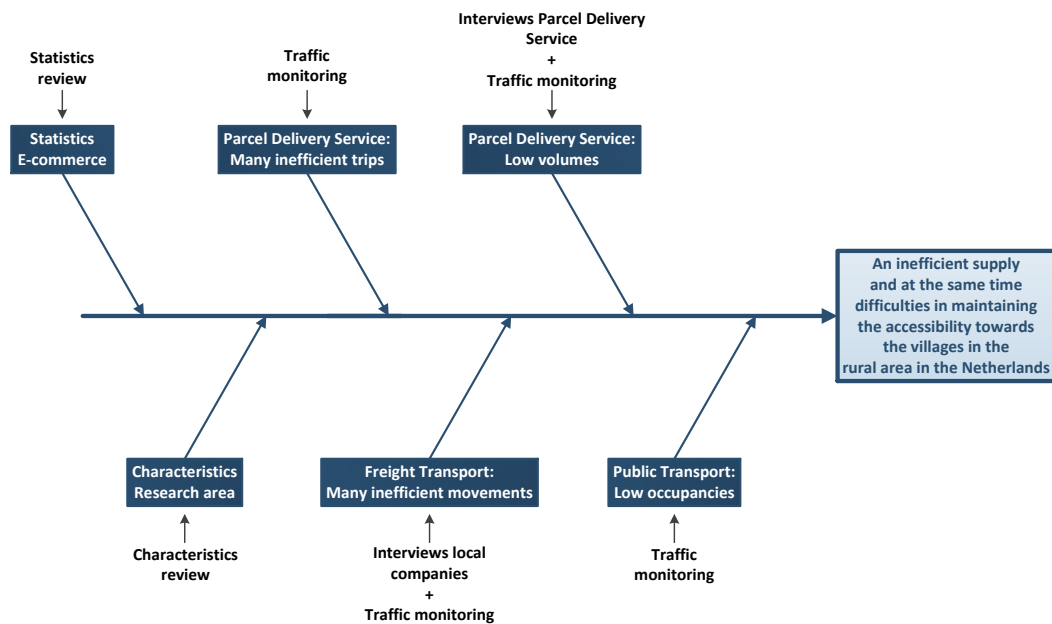 Statistics
review
Traffic
monitoring
Interviews Parcel Delivery
Service
+
Traffic monitoring
Statistics
E-commerce
Parcel Delivery Service:
Many inefficient trips
Parcel Delivery Service:
Low volumes
An inefficient supply
and at the same time
difficulties in maintaining
the accessibility towards
the villages in the
rural area in the Netherlands
Characteristics
Research area
Freight Transport:
Many inefficient movements
Public Transport:
Low occupancies
Characteristics
review
Interviews local
companies
+
Traffic monitoring
Traffic
monitoring